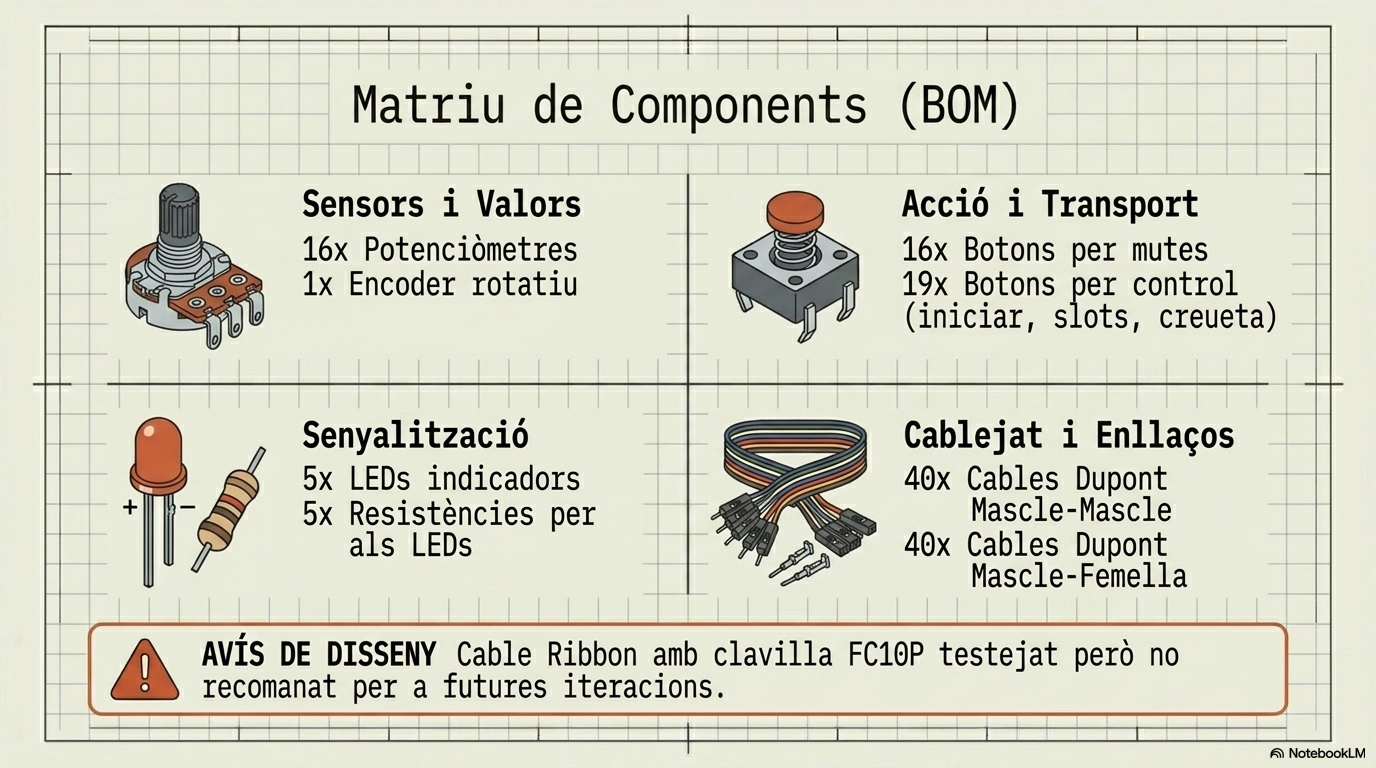 Matriu de Components (BOM)
Sensors i Valors
16x Potenciòmetres
1x Encoder rotatiu
Acció i Transport
16x Botons per mutes
19x Botons per control
(iniciar, slots, creueta)
Senyalització
5x LEDs indicadors
5x Resistències per
als LEDs
+ −
Cablejat i Enllaços
40x Cables Dupont
Mascle-Mascle
40x Cables Dupont
Mascle-Femella
AVÍS DE DISSENY Cable Ribbon amb clavilla FC10P testejat però no
recomanat per a futures iteracions.
NotebookLM